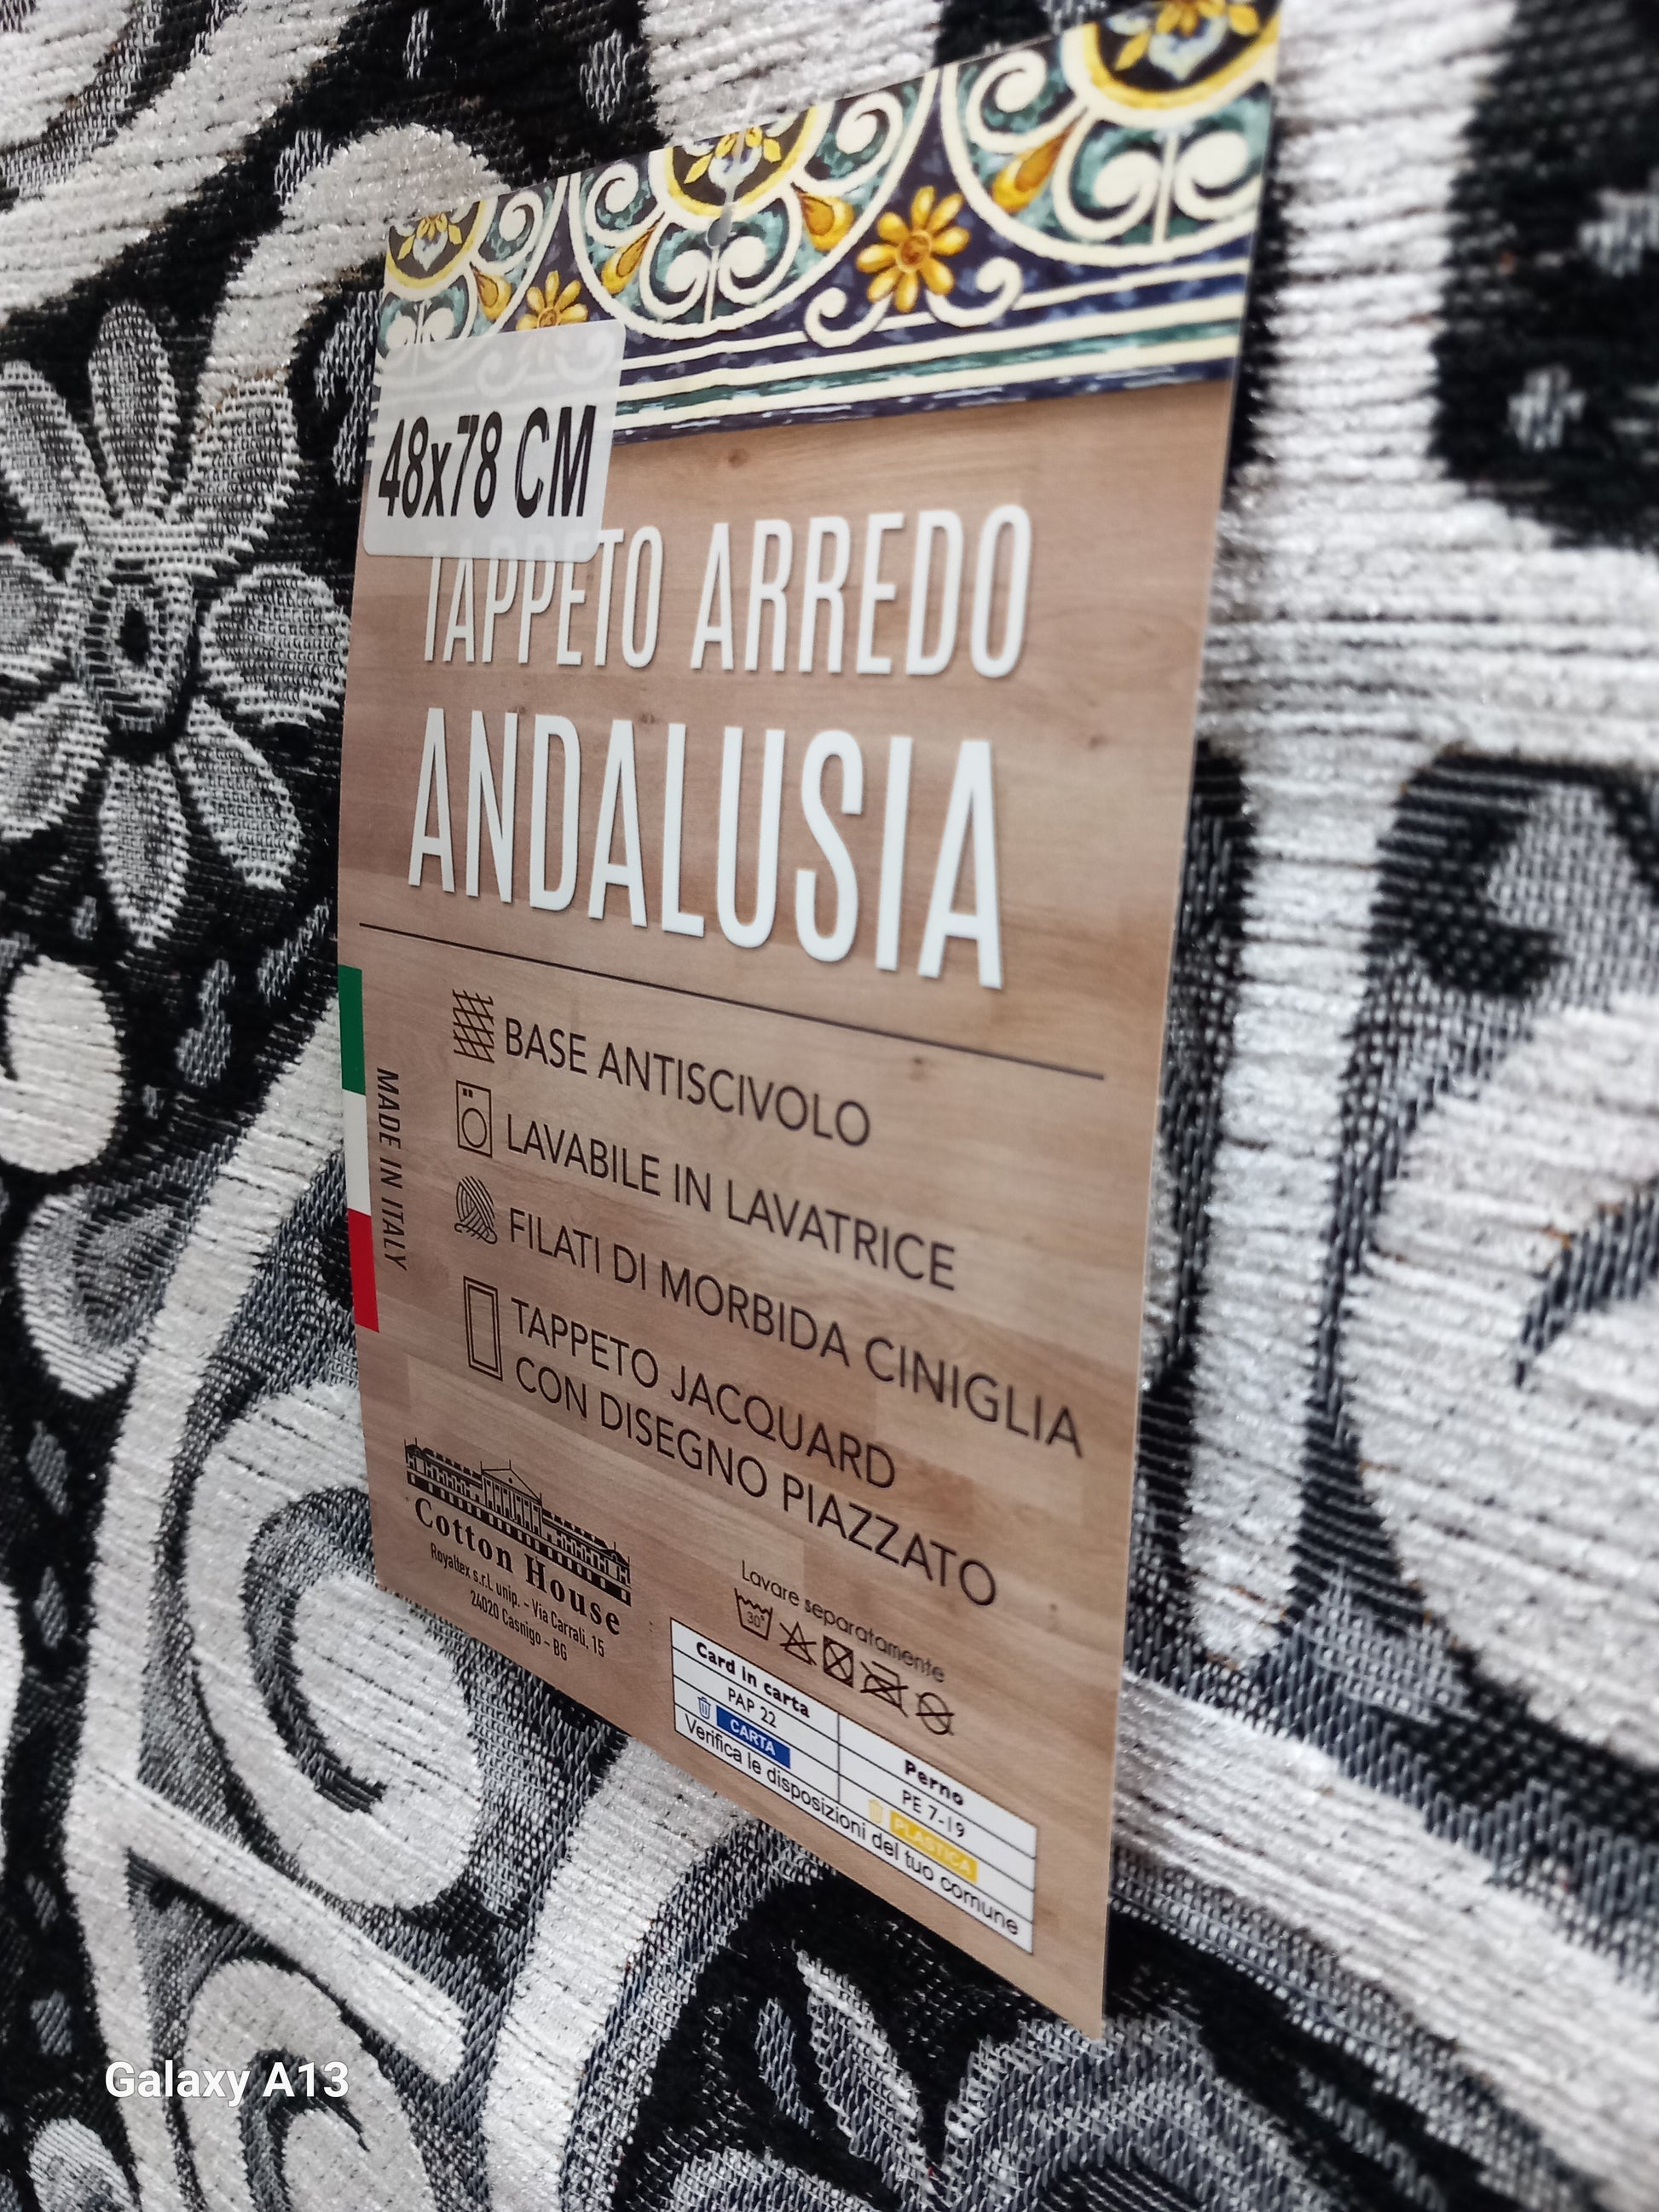 48x78 CM
TAPPETO ARREDO
ANDALUSIA
BASE ANTISCIVOLO
LAVABILE IN LAVATRICE
FILATI DI MORBIDA CINIGLIA
TAPPETO JACQUARD
CON DISEGNO PIAZZATO
MADE IN ITALY
Cotton House
Royaltex s.r.l. unip. - Via Carrali, 15
24020 Casnigo - BG
Lavare separatamente
30°
Card in carta
PAP 22
CARTA
Perno
PE 7-19
PLASTICA
Verifica le disposizioni del tuo comune
Galaxy A13